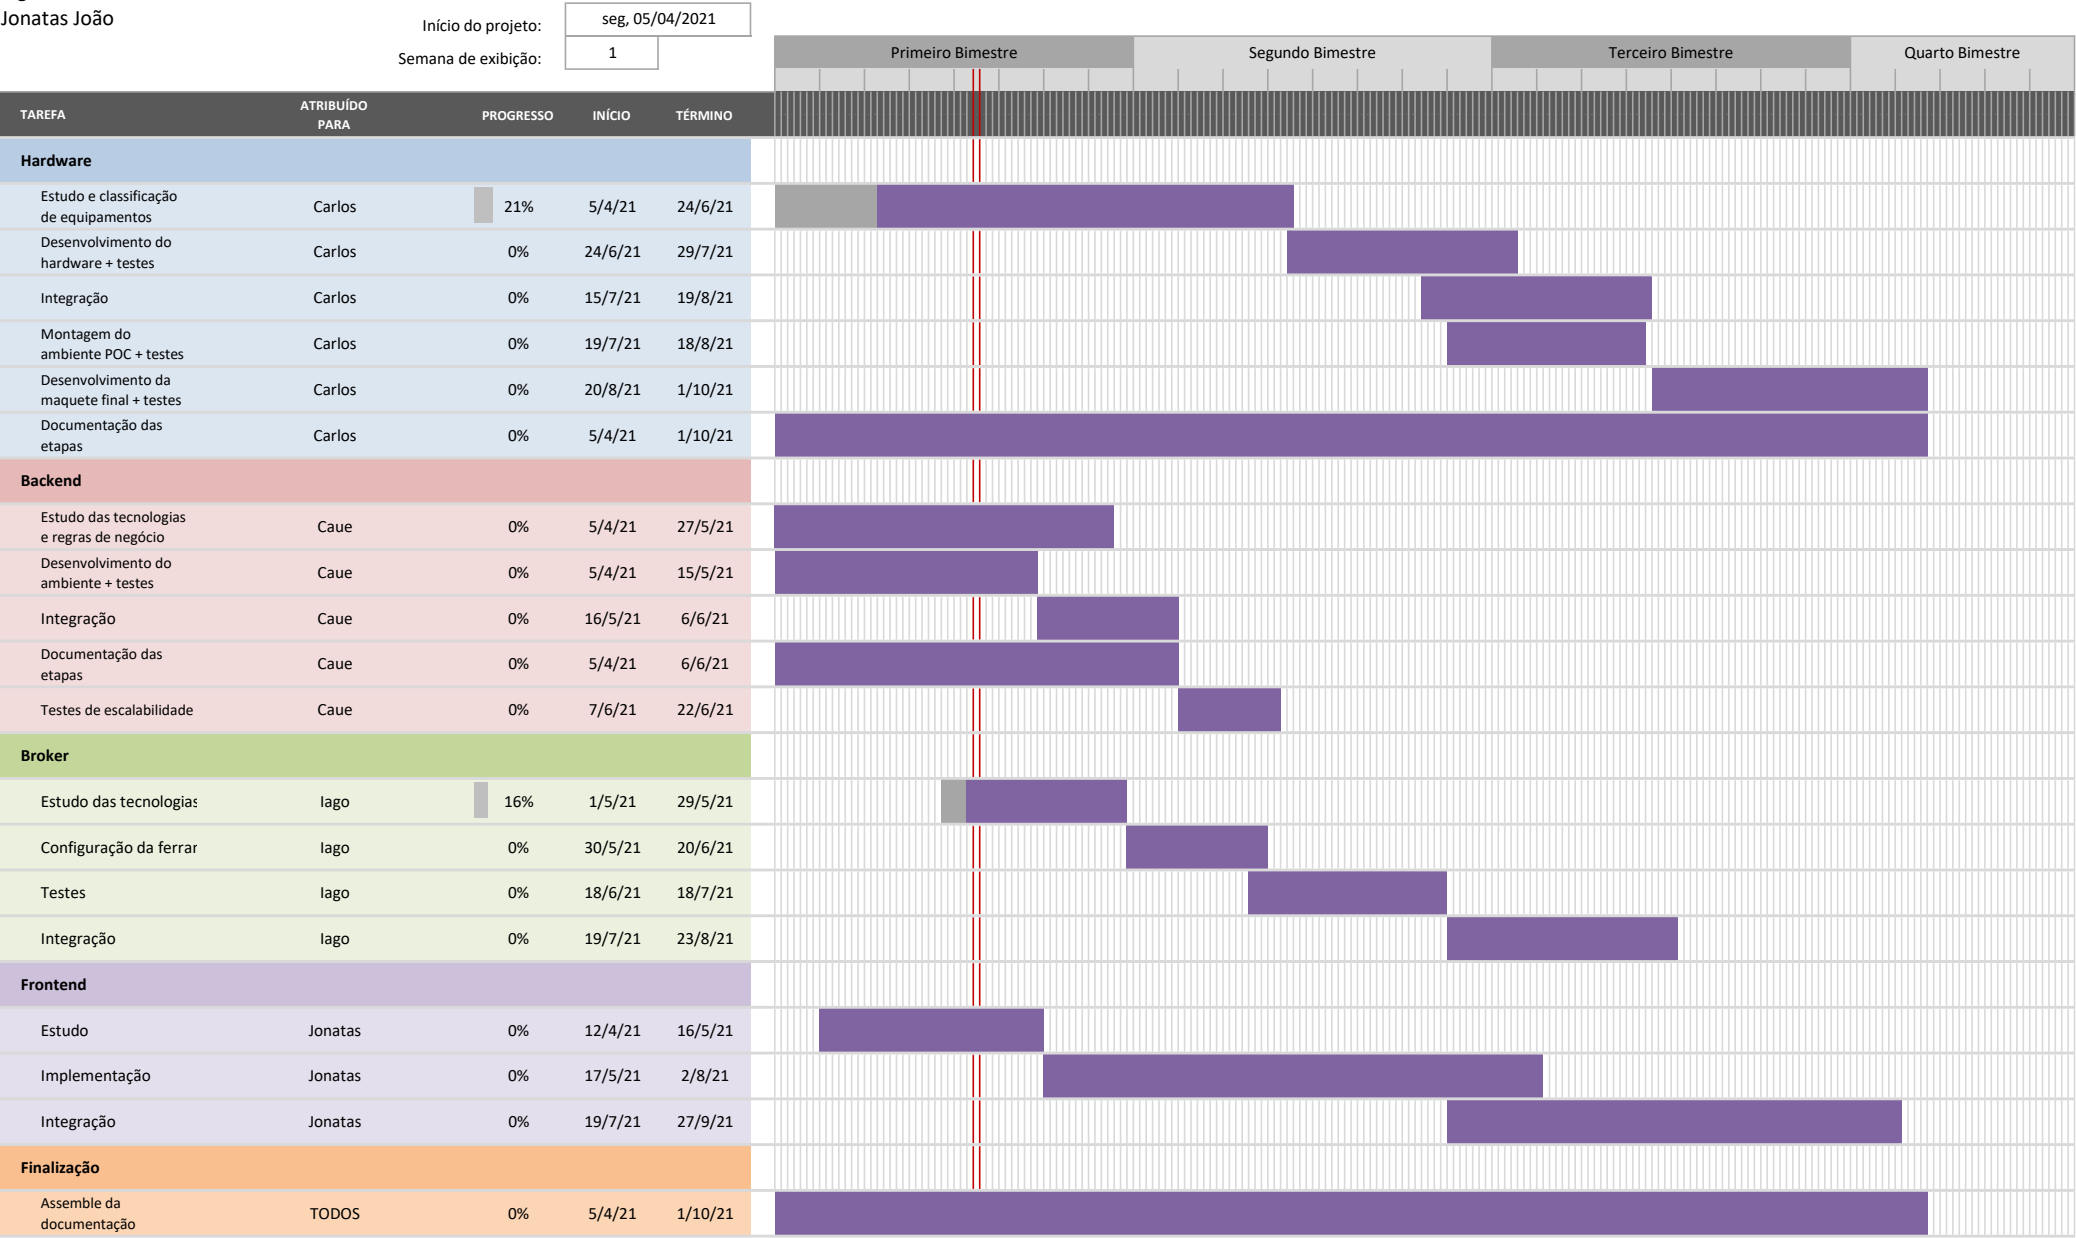 Jonatas João
Início do projeto: seg, 05/04/2021
Semana de exibição: 1
Primeiro Bimestre Segundo Bimestre Terceiro Bimestre Quarto Bimestre
TAREFA ATRIBUÍDO PARA PROGRESSO INÍCIO TÉRMINO
Hardware
Estudo e classificação
de equipamentos Carlos 21% 5/4/21 24/6/21
Desenvolvimento do
hardware + testes Carlos 0% 24/6/21 29/7/21
Integração Carlos 0% 15/7/21 19/8/21
Montagem do
ambiente POC + testes Carlos 0% 19/7/21 18/8/21
Desenvolvimento da
maquete final + testes Carlos 0% 20/8/21 1/10/21
Documentação das
etapas Carlos 0% 5/4/21 1/10/21
Backend
Estudo das tecnologias
e regras de negócio Caue 0% 5/4/21 27/5/21
Desenvolvimento do
ambiente + testes Caue 0% 5/4/21 15/5/21
Integração Caue 0% 16/5/21 6/6/21
Documentação das
etapas Caue 0% 5/4/21 6/6/21
Testes de escalabilidade Caue 0% 7/6/21 22/6/21
Broker
Estudo das tecnologias Iago 16% 1/5/21 29/5/21
Configuração da ferrar Iago 0% 30/5/21 20/6/21
Testes Iago 0% 18/6/21 18/7/21
Integração Iago 0% 19/7/21 23/8/21
Frontend
Estudo Jonatas 0% 12/4/21 16/5/21
Implementação Jonatas 0% 17/5/21 2/8/21
Integração Jonatas 0% 19/7/21 27/9/21
Finalização
Assemble da
documentação TODOS 0% 5/4/21 1/10/21